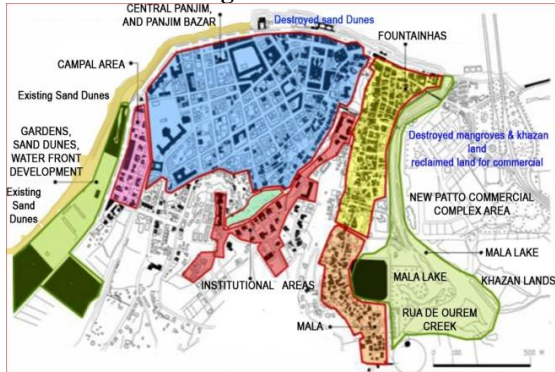 CENTRAL PANJIM,
AND PANJIM BAZAR
Destroyed sand Dunes
FOUNTAINHAS
CAMPAL AREA
Existing Sand Dunes
GARDENS,
SAND DUNES,
WATER FRONT
DEVELOPMENT
Existing
Sand
Dunes
Destroyed mangroves & khazan
land
reclaimed land for commercial
NEW PATTO COMMERCIAL
COMPLEX AREA
MALA LAKE
MALA LAKE
KHAZAN LANDS
INSTITUTIONAL AREAS
RUA DE OUREM
CREEK
MALA
0
500 M